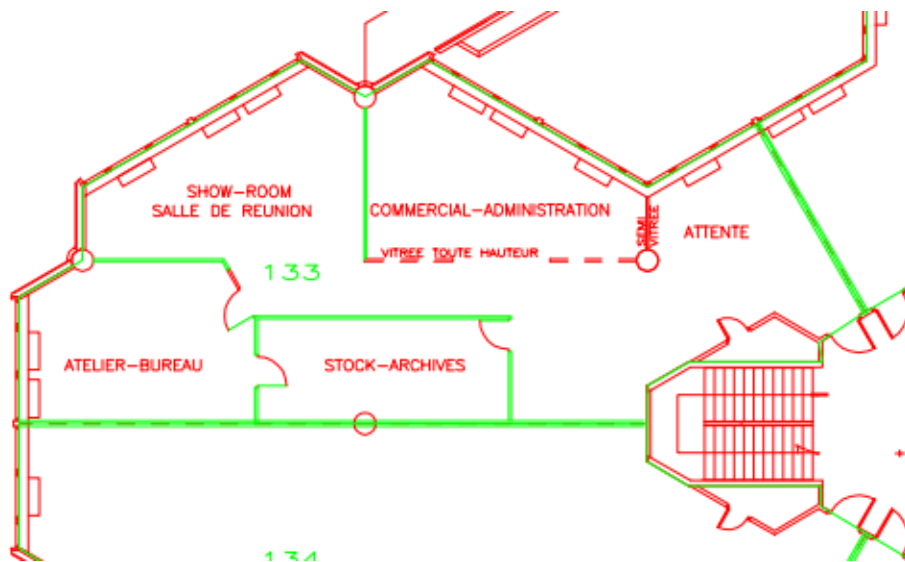 SHOW-ROOM
SALLE DE REUNION
COMMERCIAL-ADMINISTRATION
SEMI
VITREE
ATTENTE
VITREE TOUTE HAUTEUR
133
ATELIER-BUREAU
STOCK-ARCHIVES
134